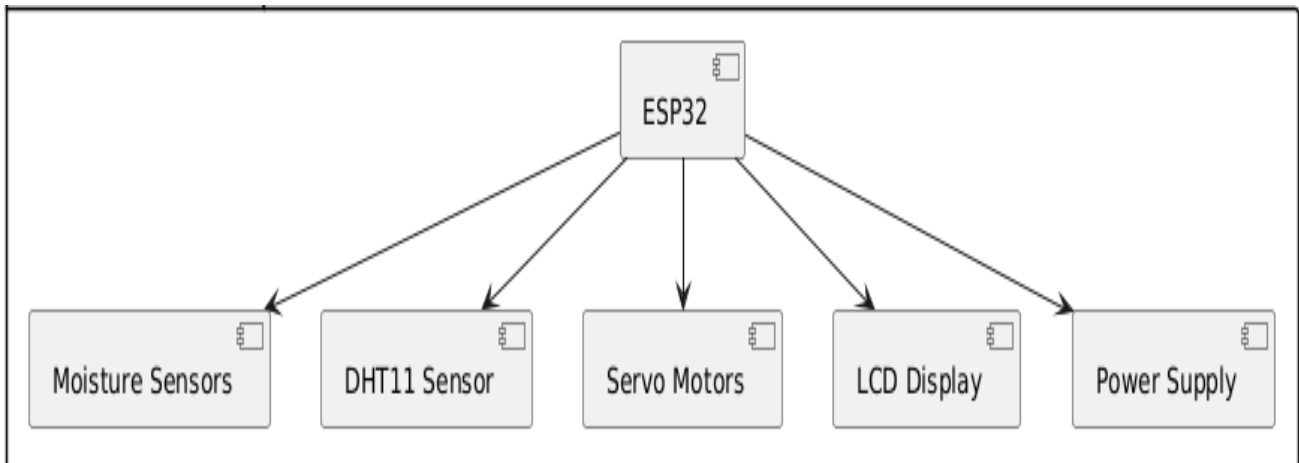 ESP32
Moisture Sensors
DHT11 Sensor
Servo Motors
LCD Display
Power Supply